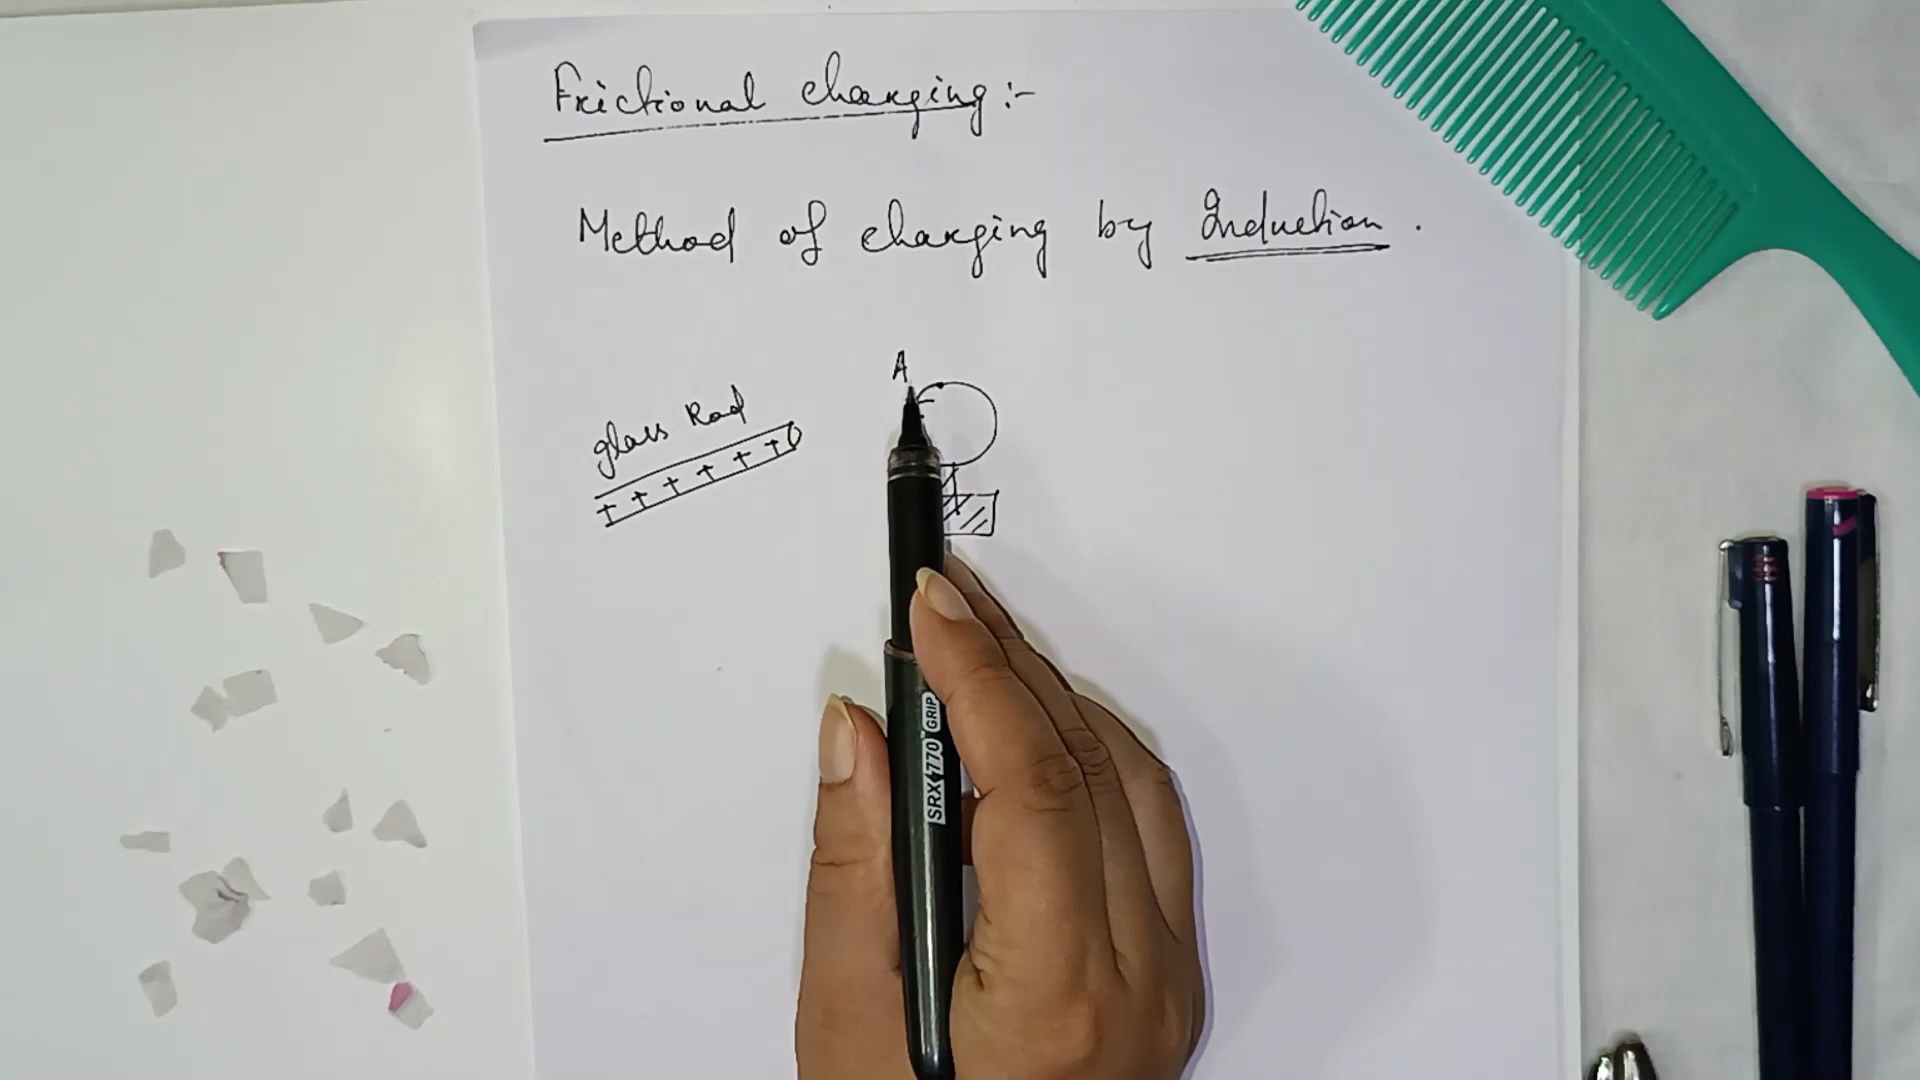 Frictional charging :-
Method of charging by Induction .
A
glass Rod
+ + + + + +
SRX 770 GRIP